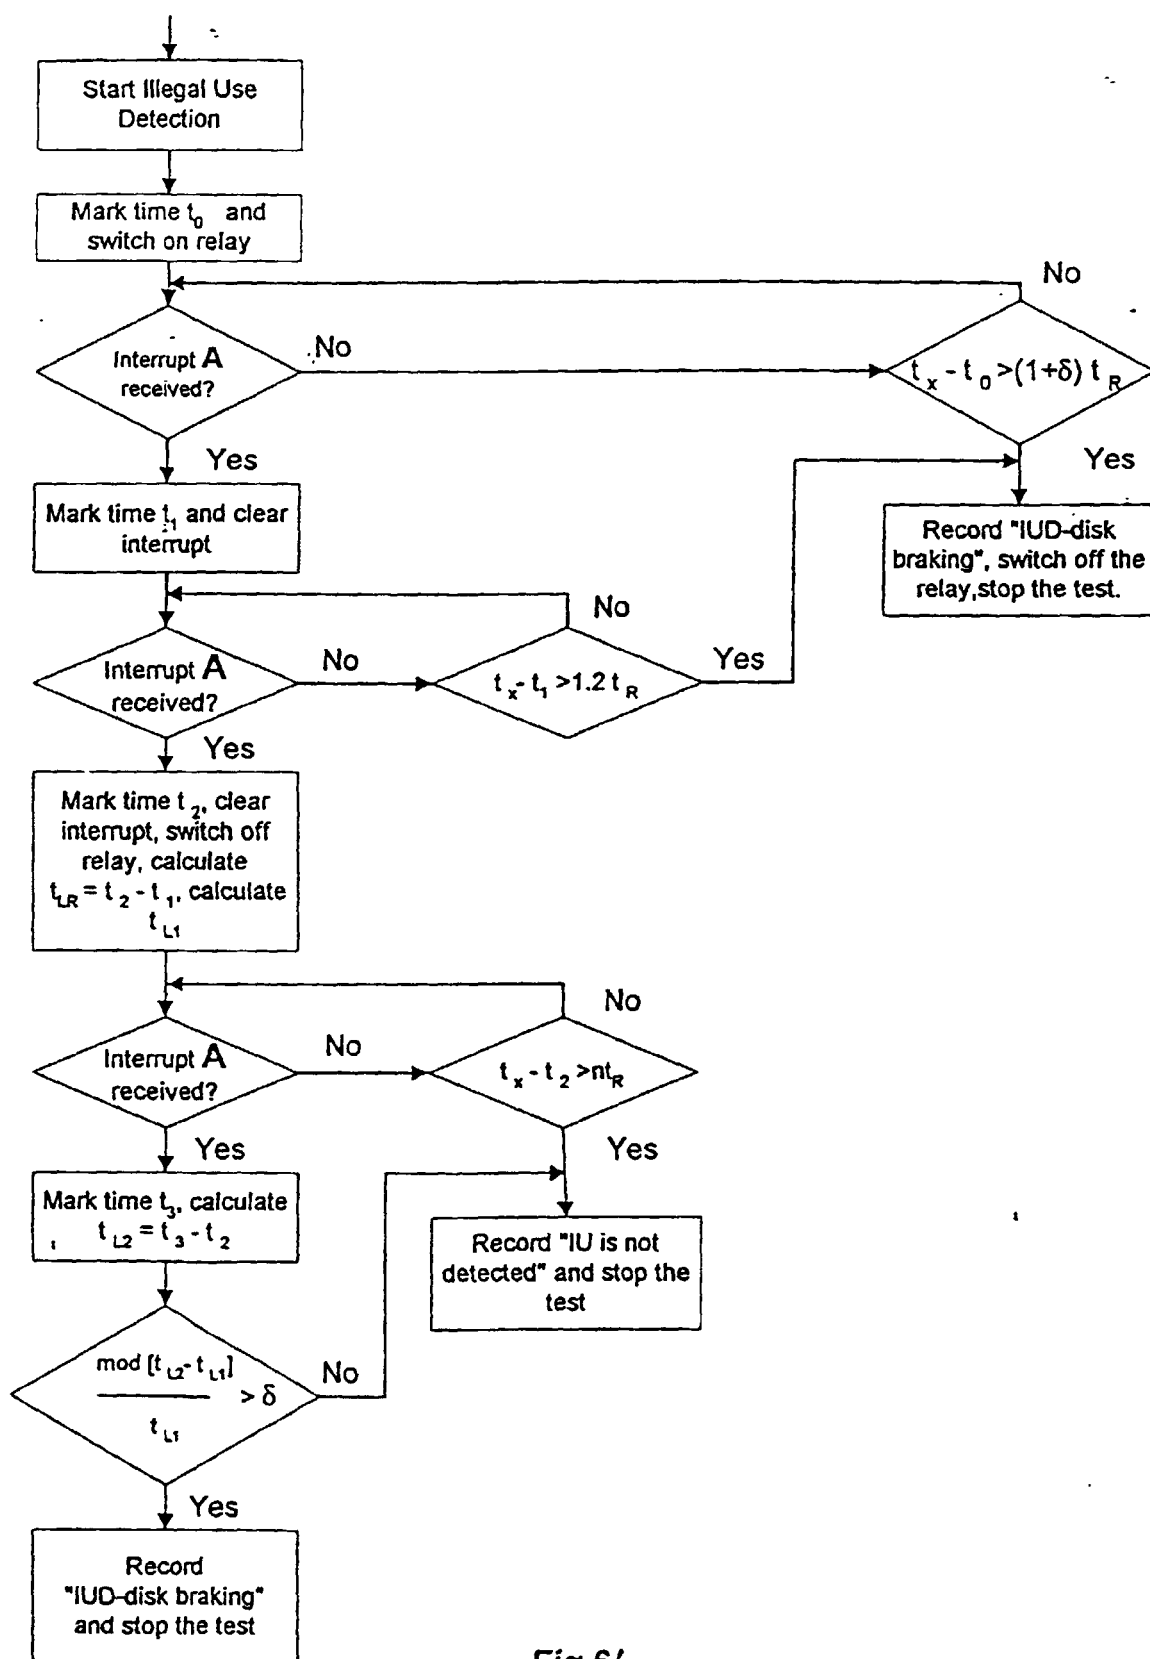 Start Illegal Use
Detection
Mark time t0 and
switch on relay
No
Interrupt A
received?
No
tx - t0 >(1+δ) tR
Yes
Yes
Mark time t1 and clear
interrupt
Record "IUD-disk
braking", switch off the
relay,stop the test.
No
Interrupt A
received?
No
tx- t1 >1.2 tR
Yes
Yes
Mark time t2, clear
interrupt, switch off
relay, calculate
tLR = t2 - t1, calculate
tL1
No
Interrupt A
received?
No
tx - t2 >ntR
Yes
Yes
Mark time t3, calculate
tL2 = t3 - t2
Record "IU is not
detected" and stop the
test
mod [tL2- tL1]
> δ
tL1
No
Yes
Record
"IUD-disk braking"
and stop the test